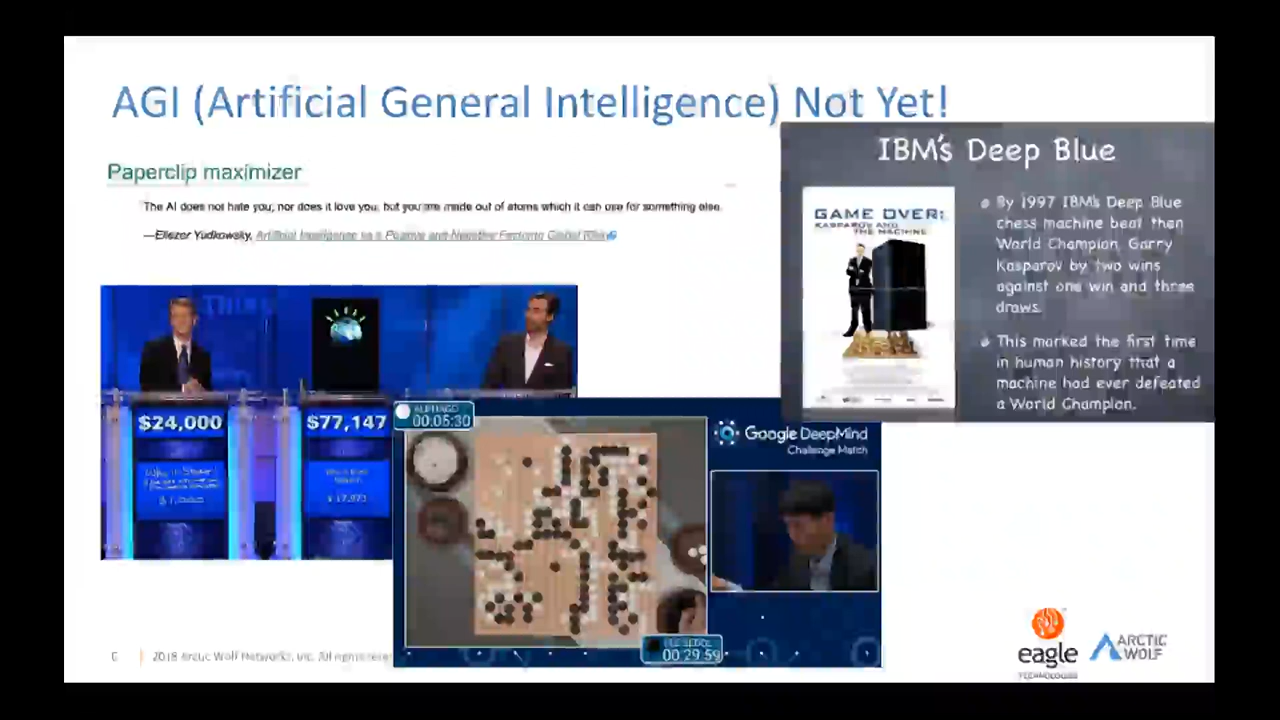 AGI (Artificial General Intelligence) Not Yet!
Paperclip maximizer
The AI does not hate you, nor does it love you, but you are made out of atoms which it can use for something else.
—Eliezer Yudkowsky, Artificial Intelligence as a Positive and Negative Factor in Global Risk
IBM's Deep Blue
GAME OVER:
KASPAROV AND
THE MACHINE
By 1997 IBM's Deep Blue
chess machine beat then
World Champion, Garry
Kasparov by two wins
against one win and three
draws.
This marked the first time
in human history that a
machine had ever defeated
a World Champion.
$24,000
$77,147
$17,973
ALPHAGO
00:05:30
Google DeepMind
Challenge Match
LEE SEDOL
00:29:59
6
2018 Arctic Wolf Networks, Inc. All rights reser
eagle
TECHNOLOGIES
ARCTIC
WOLF